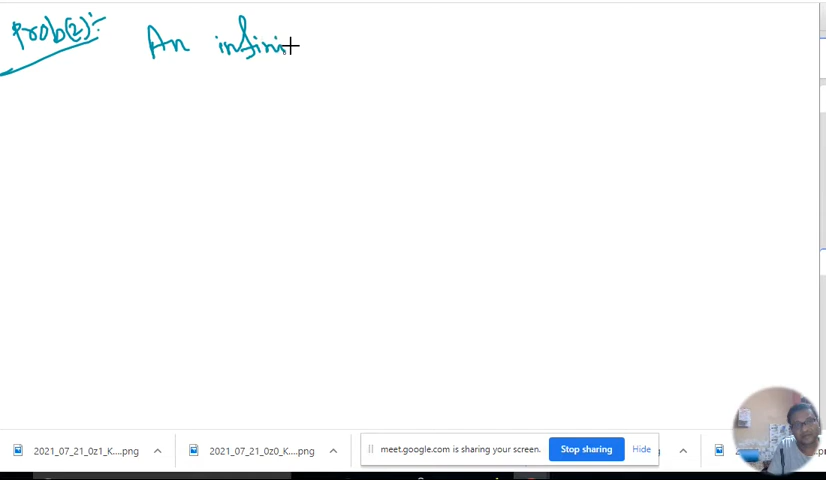 Prob(2):-
An infini
2021_07_21_0z1_K....png
2021_07_21_0z0_K....png
meet.google.com is sharing your screen.
Stop sharing
Hide